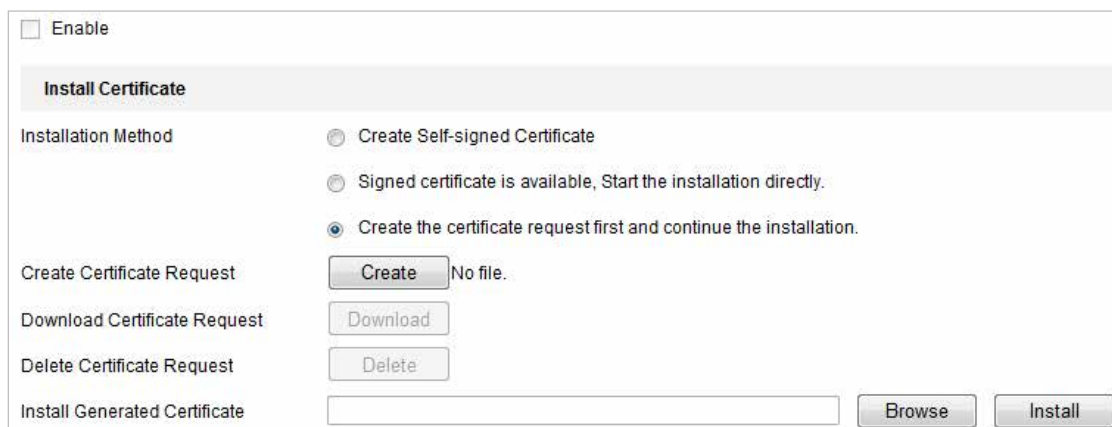 Enable
Install Certificate
Installation Method
Create Self-signed Certificate
Signed certificate is available, Start the installation directly.
Create the certificate request first and continue the installation.
Create Certificate Request Create No file.
Download Certificate Request Download
Delete Certificate Request Delete
Install Generated Certificate Browse Install